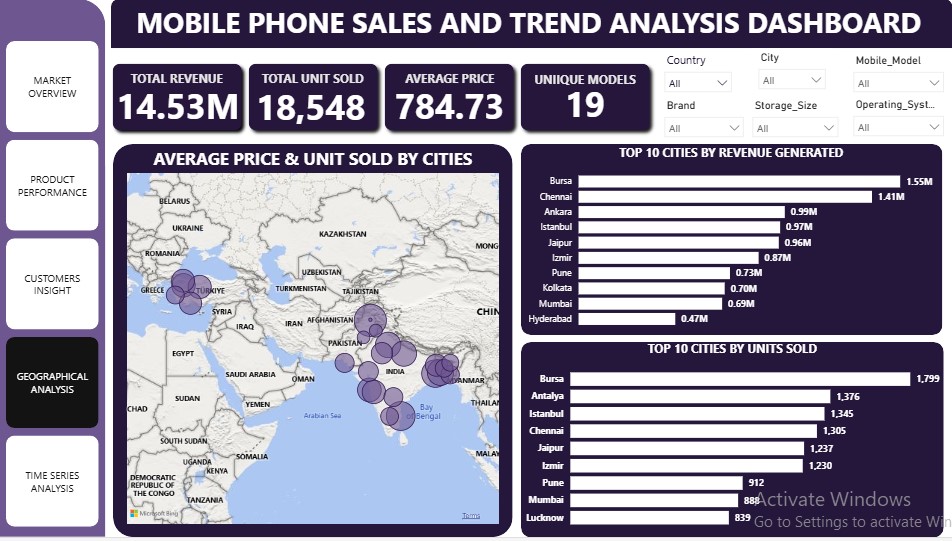 MOBILE PHONE SALES AND TREND ANALYSIS DASHBOARD
MARKET
OVERVIEW
PRODUCT
PERFORMANCE
CUSTOMERS
INSIGHT
GEOGRAPHICAL
ANALYSIS
TIME SERIES
ANALYSIS
TOTAL REVENUE
14.53M
TOTAL UNIT SOLD
18,548
AVERAGE PRICE
784.73
UNIIQUE MODELS
19
Country
All
City
All
Mobile_Model
All
Brand
All
Storage_Size
All
Operating_Syst...
All
AVERAGE PRICE & UNIT SOLD BY CITIES
BELARUS
UKRAINE
KAZAKHSTAN
MONG
ROMANIA
UZBEKISTAN
GREECE
TÜRKIYE
TURKMENISTAN
TAJIKISTAN
SYRIA
AFGHANISTAN
CHIN
IRAQ
IRAN
PAKISTAN
EGYPT
SAUDI ARABIA
OMAN
INDIA
MYANMAR
CHAD
SUDAN
YEMEN
Arabian Sea
Bay
of Bengal
THAILAN
SOUTH SUDAN
SOMALIA
MALAY
UGANDA
KENYA
DEMOCRATIC
REPUBLIC OF
THE CONGO
TANZANIA
Microsoft Bing
Terms
TOP 10 CITIES BY REVENUE GENERATED
Bursa 1.55M
Chennai 1.41M
Ankara 0.99M
Istanbul 0.97M
Jaipur 0.96M
Izmir 0.87M
Pune 0.73M
Kolkata 0.70M
Mumbai 0.69M
Hyderabad 0.47M
TOP 10 CITIES BY UNITS SOLD
Bursa 1,799
Antalya 1,376
Istanbul 1,345
Chennai 1,305
Jaipur 1,237
Izmir 1,230
Pune 912
Mumbai 888
Lucknow 839
Activate Windows
Go to Settings to activate Win